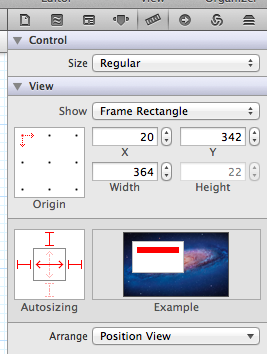 Control
Size Regular
View
Show Frame Rectangle
20 342
X Y
364 22
Width Height
Origin
Autosizing Example
Arrange Position View